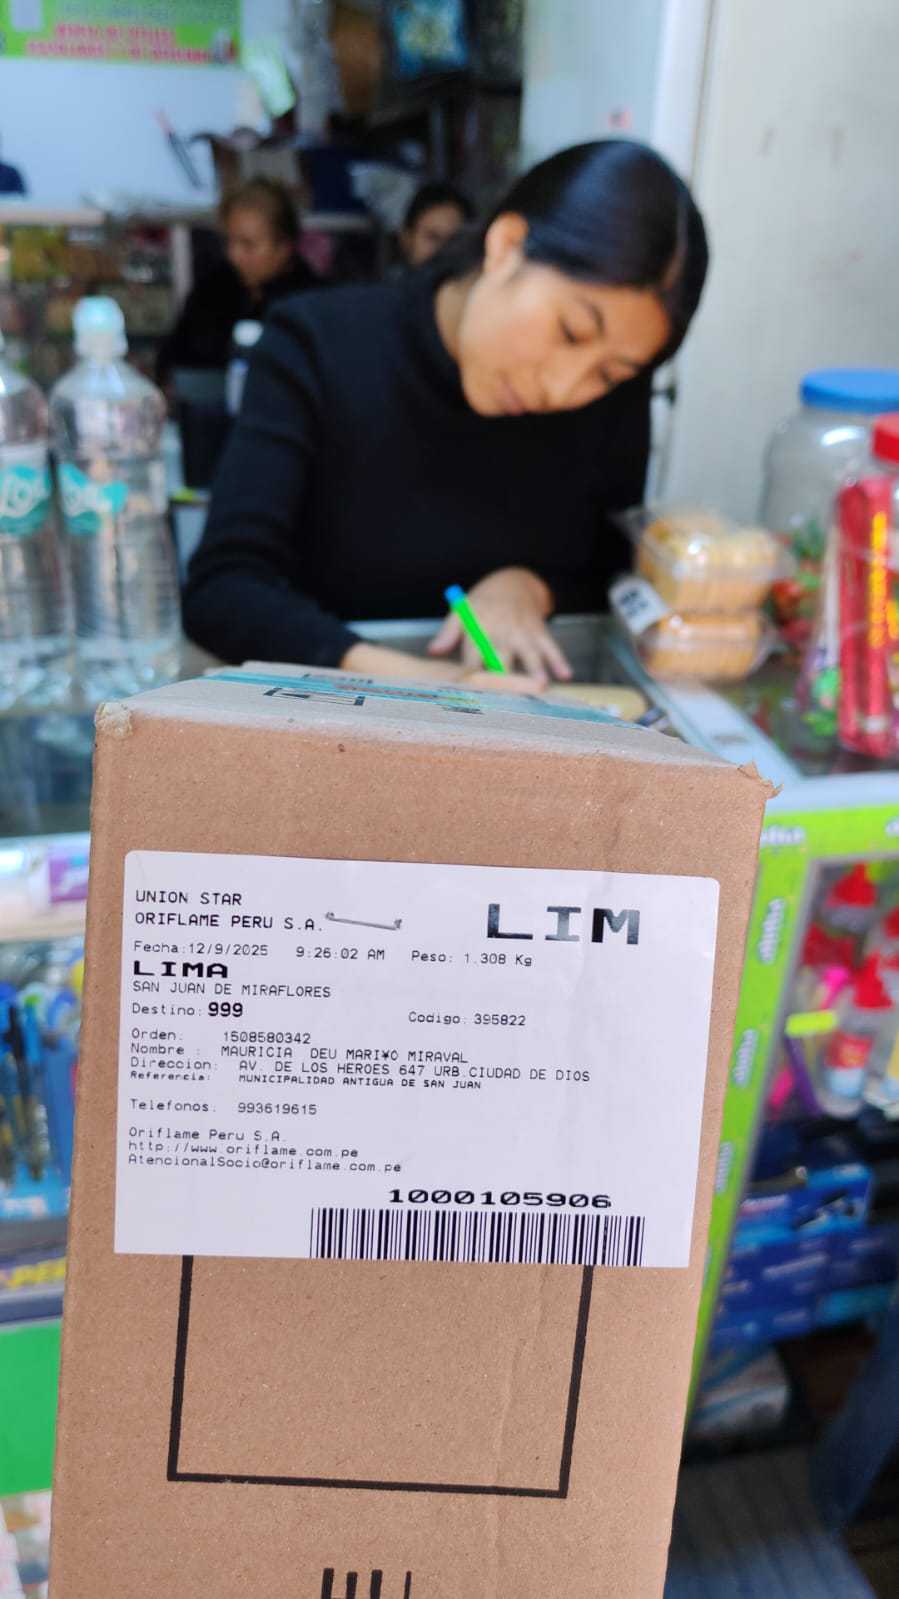 UNION STAR
ORIFLAME PERU S.A.
LIM
Fecha:12/9/2025 9:26:02 AM Peso: 1.308 Kg
LIMA
SAN JUAN DE MIRAFLORES
Destino: 999
Codigo: 395822
Orden: 1508580342
Nombre : MAURICIA DEU MARI¥O MIRAVAL
Direccion: AV. DE LOS HEROES 647 URB.CIUDAD DE DIOS
Referencia: MUNICIPALIDAD ANTIGUA DE SAN JUAN
Telefonos: 993619615
Oriflame Peru S.A.
http://www.oriflame.com.pe
AtencionalSocio@oriflame.com.pe
1000105906